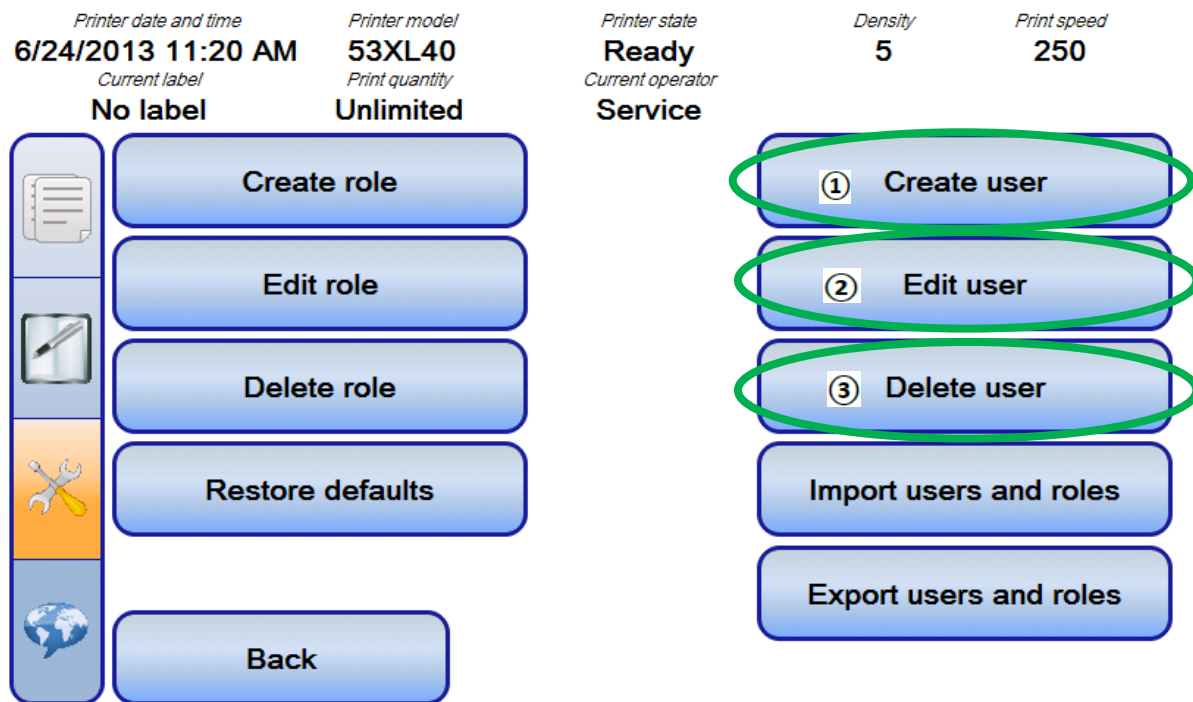 Printer date and time Printer model Printer state Density Print speed
6/24/2013 11:20 AM 53XL40 Ready 5 250
Current label Print quantity Current operator
No label Unlimited Service
Create role ① Create user
Edit role ② Edit user
Delete role ③ Delete user
Restore defaults Import users and roles
Export users and roles
Back